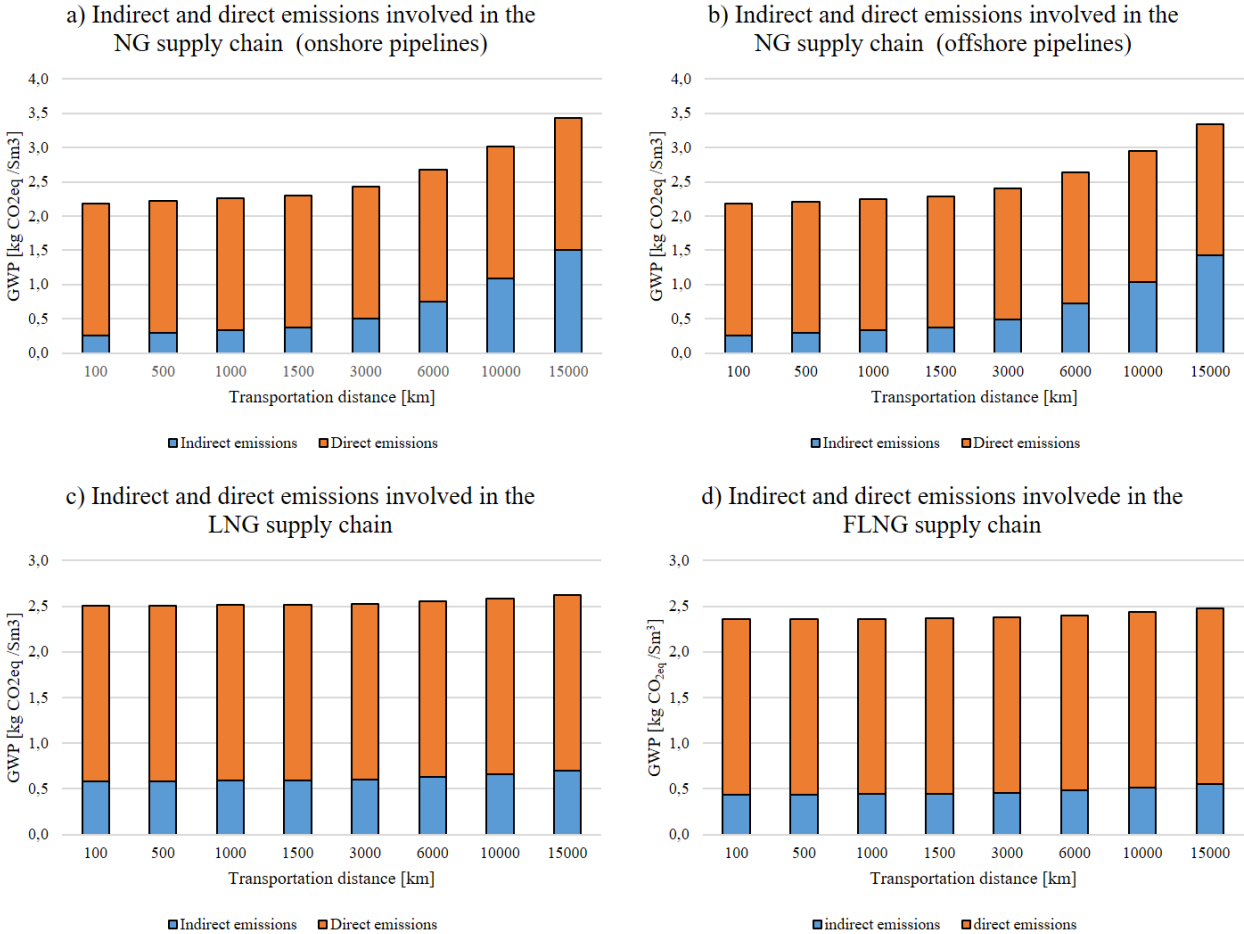 a) Indirect and direct emissions involved in the
NG supply chain (onshore pipelines)
GWP [kg CO2eq /Sm3]
4,0
3,5
3,0
2,5
2,0
1,5
1,0
0,5
0,0
100 500 1000 1500 3000 6000 10000 15000
Transportation distance [km]
Indirect emissions Direct emissions
b) Indirect and direct emissions involved in the
NG supply chain (offshore pipelines)
GWP [kg CO2eq /Sm3]
4,0
3,5
3,0
2,5
2,0
1,5
1,0
0,5
0,0
100 500 1000 1500 3000 6000 10000 15000
Transportation distance [km]
Indirect emissions Direct emissions
c) Indirect and direct emissions involved in the
LNG supply chain
GWP [kg CO2eq /Sm3]
3,0
2,5
2,0
1,5
1,0
0,5
0,0
100 500 1000 1500 3000 6000 10000 15000
Transportation distance [km]
Indirect emissions Direct emissions
d) Indirect and direct emissions involvede in the
FLNG supply chain
GWP [kg CO₂eq /Sm³]
3,0
2,5
2,0
1,5
1,0
0,5
0,0
100 500 1000 1500 3000 6000 10000 15000
Transportation distance [km]
indirect emissions direct emissions